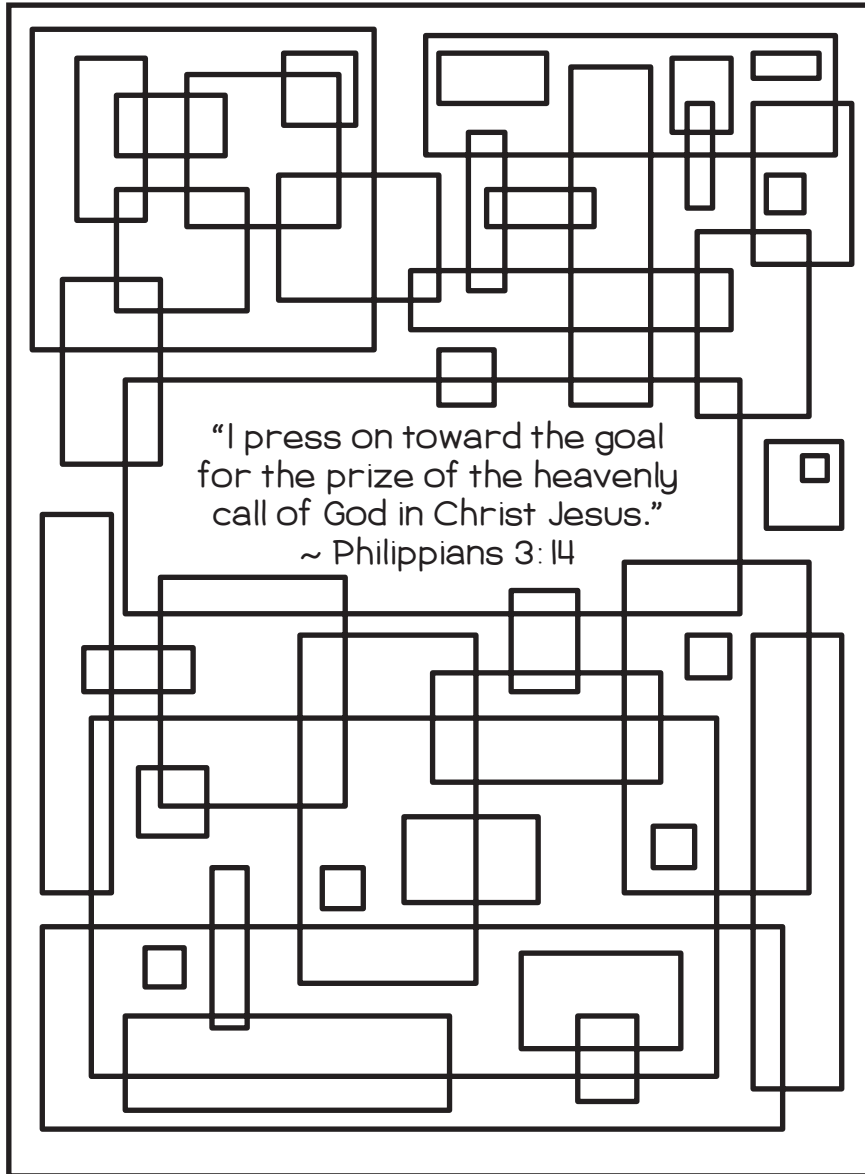 “I press on toward the goal
for the prize of the heavenly
call of God in Christ Jesus.”
~ Philippians 3:14